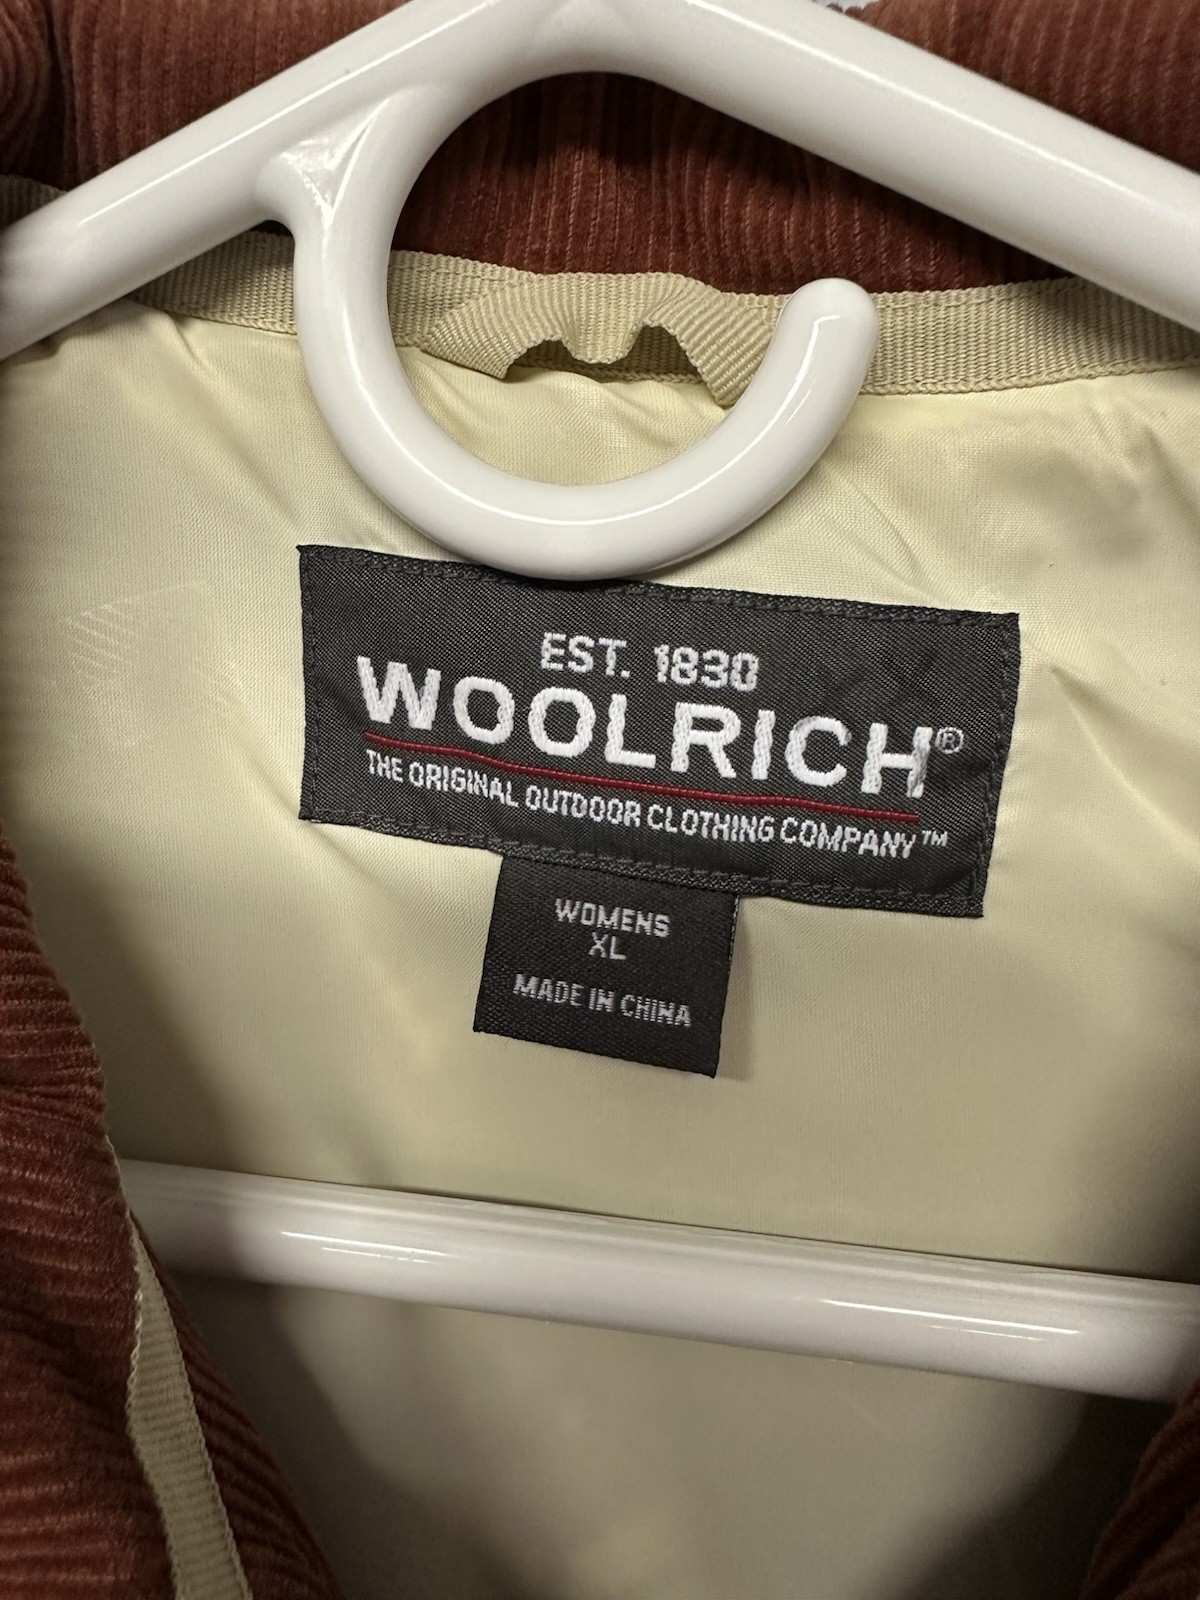 EST. 1830
WOOLRICH®
THE ORIGINAL OUTDOOR CLOTHING COMPANY™
WOMENS
XL
MADE IN CHINA